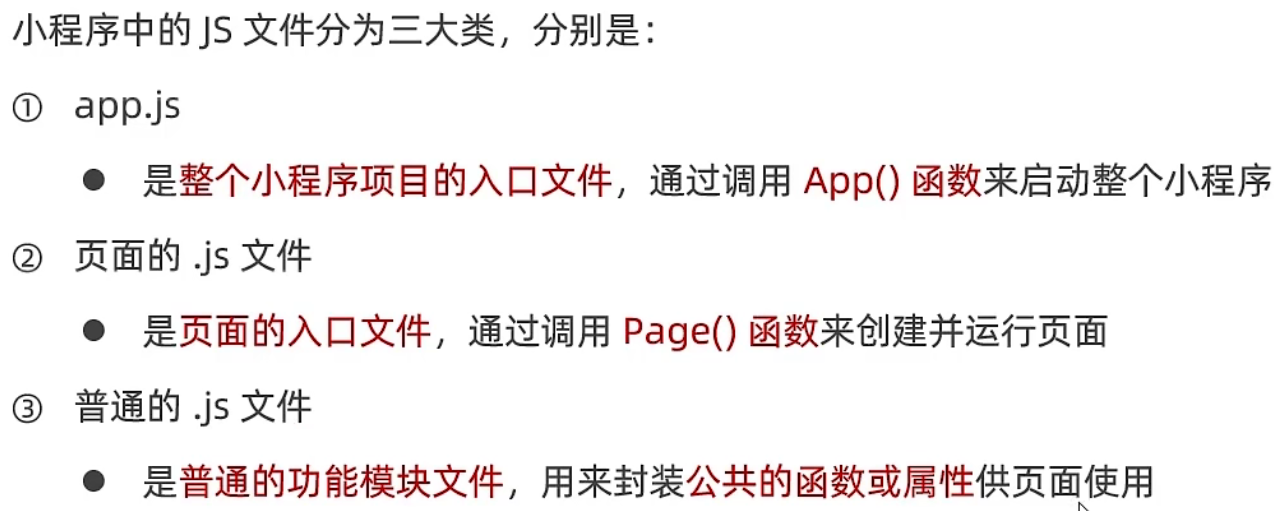 小程序中的 JS 文件分为三大类，分别是：
① app.js
● 是整个小程序项目的入口文件，通过调用 App() 函数来启动整个小程序
② 页面的 .js 文件
● 是页面的入口文件，通过调用 Page() 函数来创建并运行页面
③ 普通的 .js 文件
● 是普通的功能模块文件，用来封装公共的函数或属性供页面使用